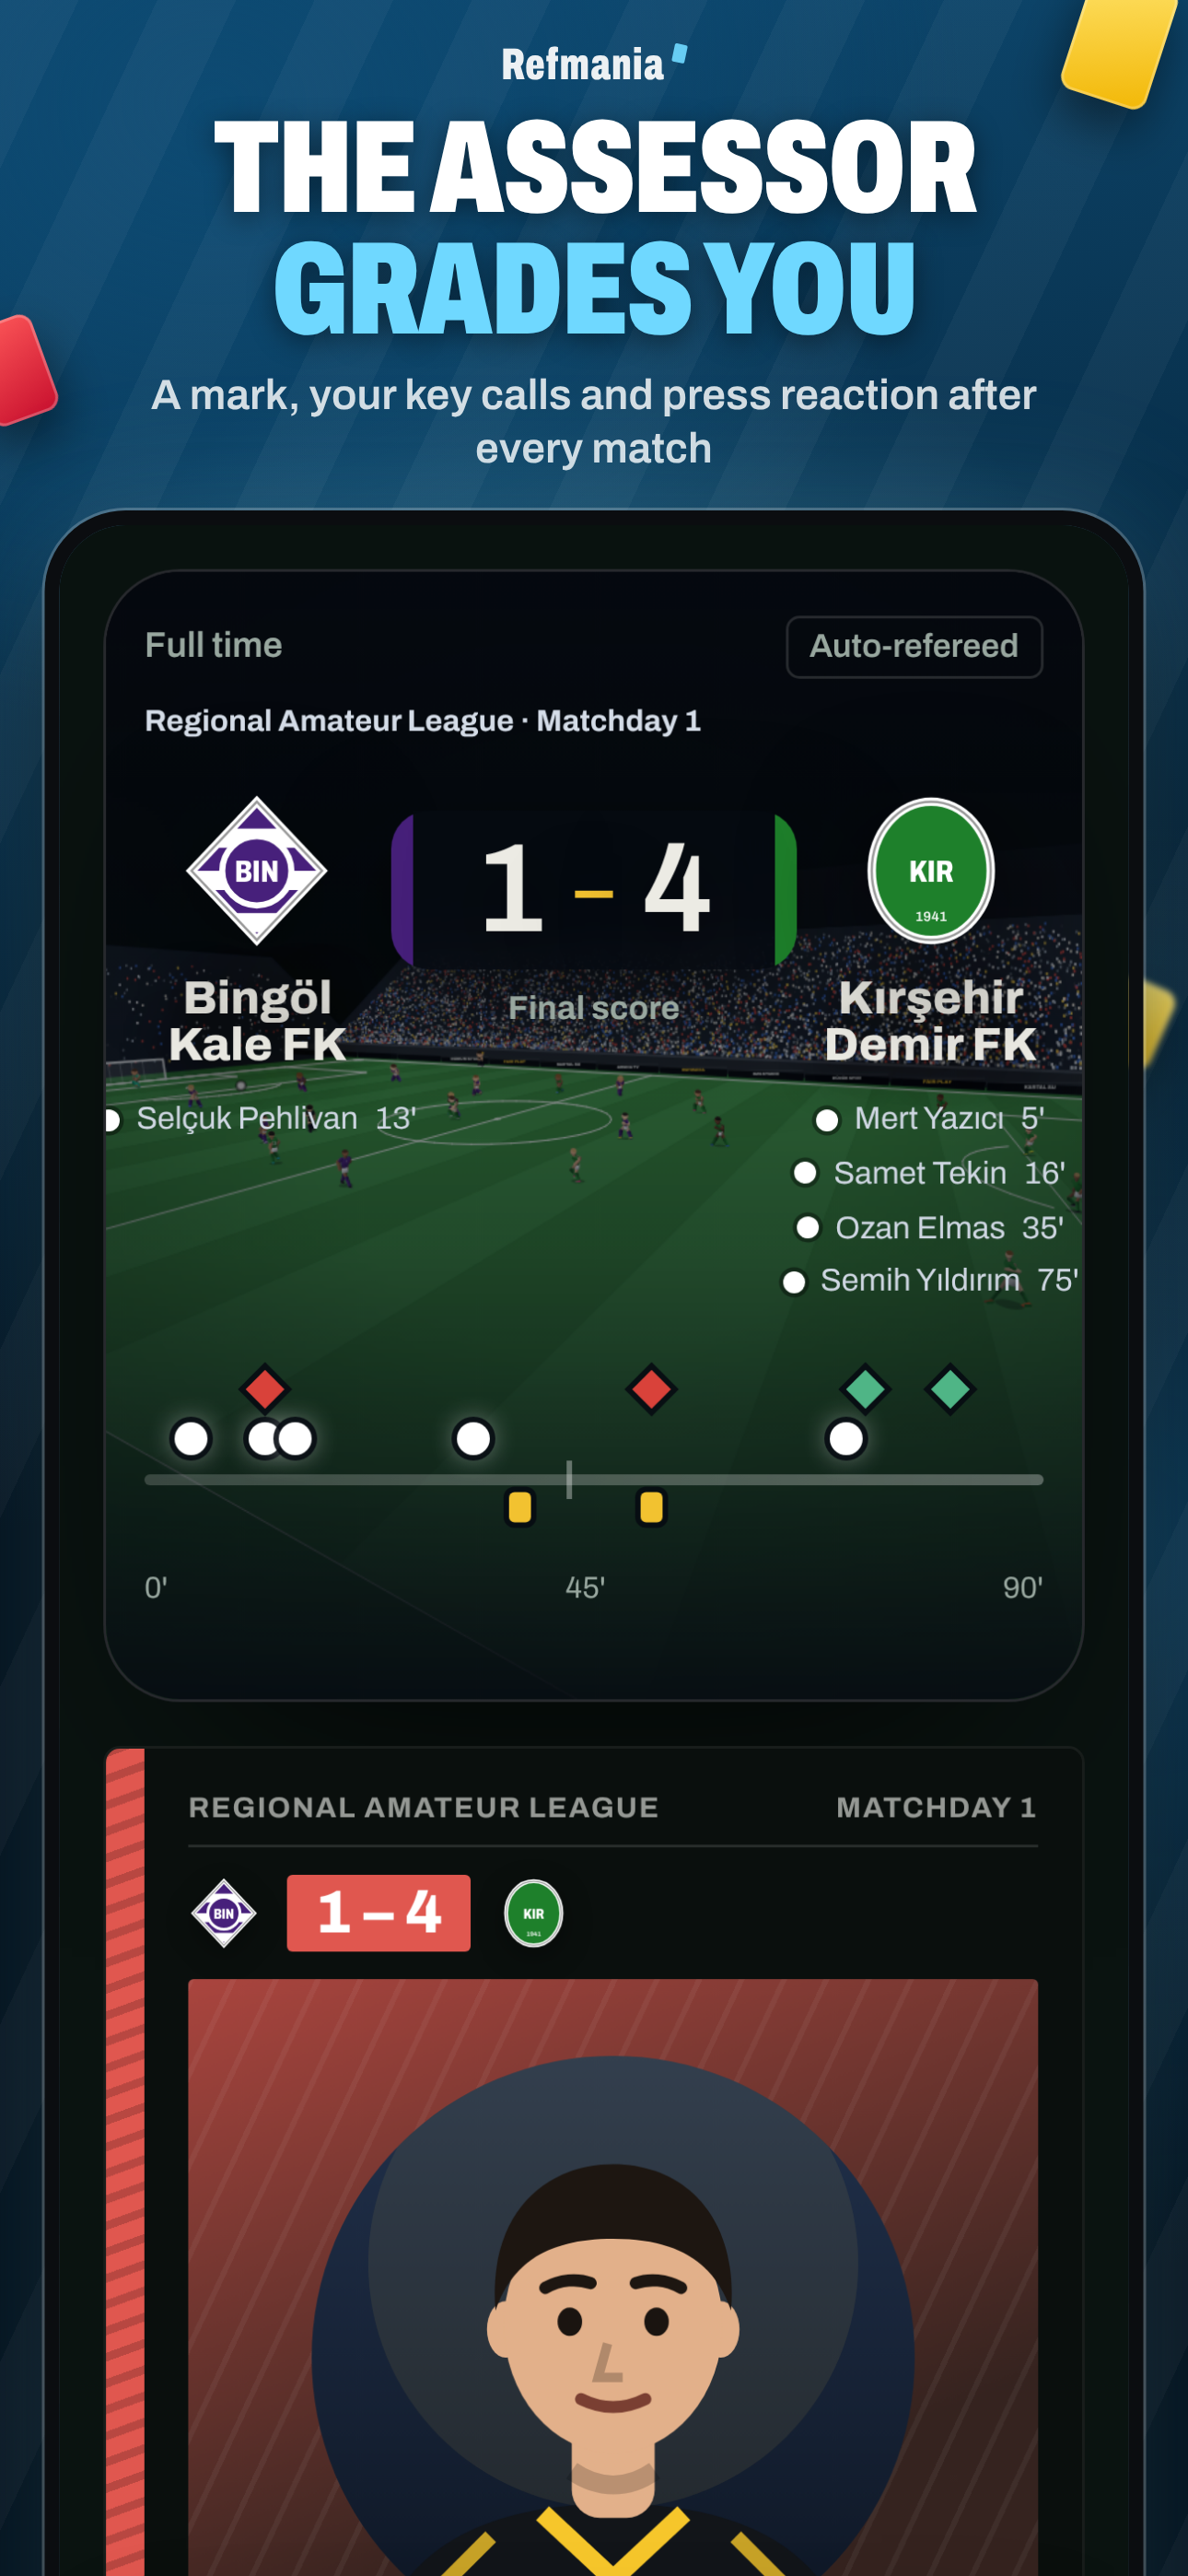 Refmania
THE ASSESSOR
GRADES YOU
A mark, your key calls and press reaction after
every match
Full time
Auto-refereed
Regional Amateur League · Matchday 1
BIN
1 – 4
KIR
1941
Bingöl
Kale FK
Final score
Kırşehir
Demir FK
Selçuk Pehlivan 13'
Mert Yazıcı 5'
Samet Tekin 16'
Ozan Elmas 35'
Semih Yıldırım 75'
0'
45'
90'
REGIONAL AMATEUR LEAGUE
MATCHDAY 1
BIN
1 – 4
KIR
1941